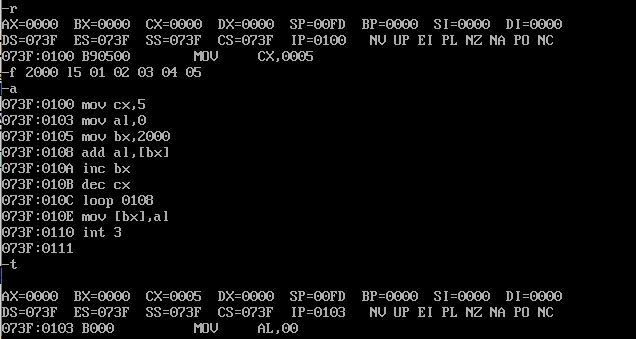 -r
AX=0000 BX=0000 CX=0000 DX=0000 SP=00FD BP=0000 SI=0000 DI=0000
DS=073F ES=073F SS=073F CS=073F IP=0100 NV UP EI PL NZ NA PO NC
073F:0100 B90500 MOV CX,0005
-f 2000 l5 01 02 03 04 05
-a
073F:0100 mov cx,5
073F:0103 mov al,0
073F:0105 mov bx,2000
073F:0108 add al,[bx]
073F:010A inc bx
073F:010B dec cx
073F:010C loop 0108
073F:010E mov [bx],al
073F:0110 int 3
073F:0111
-t
AX=0000 BX=0000 CX=0005 DX=0000 SP=00FD BP=0000 SI=0000 DI=0000
DS=073F ES=073F SS=073F CS=073F IP=0103 NV UP EI PL NZ NA PO NC
073F:0103 B000 MOV AL,00